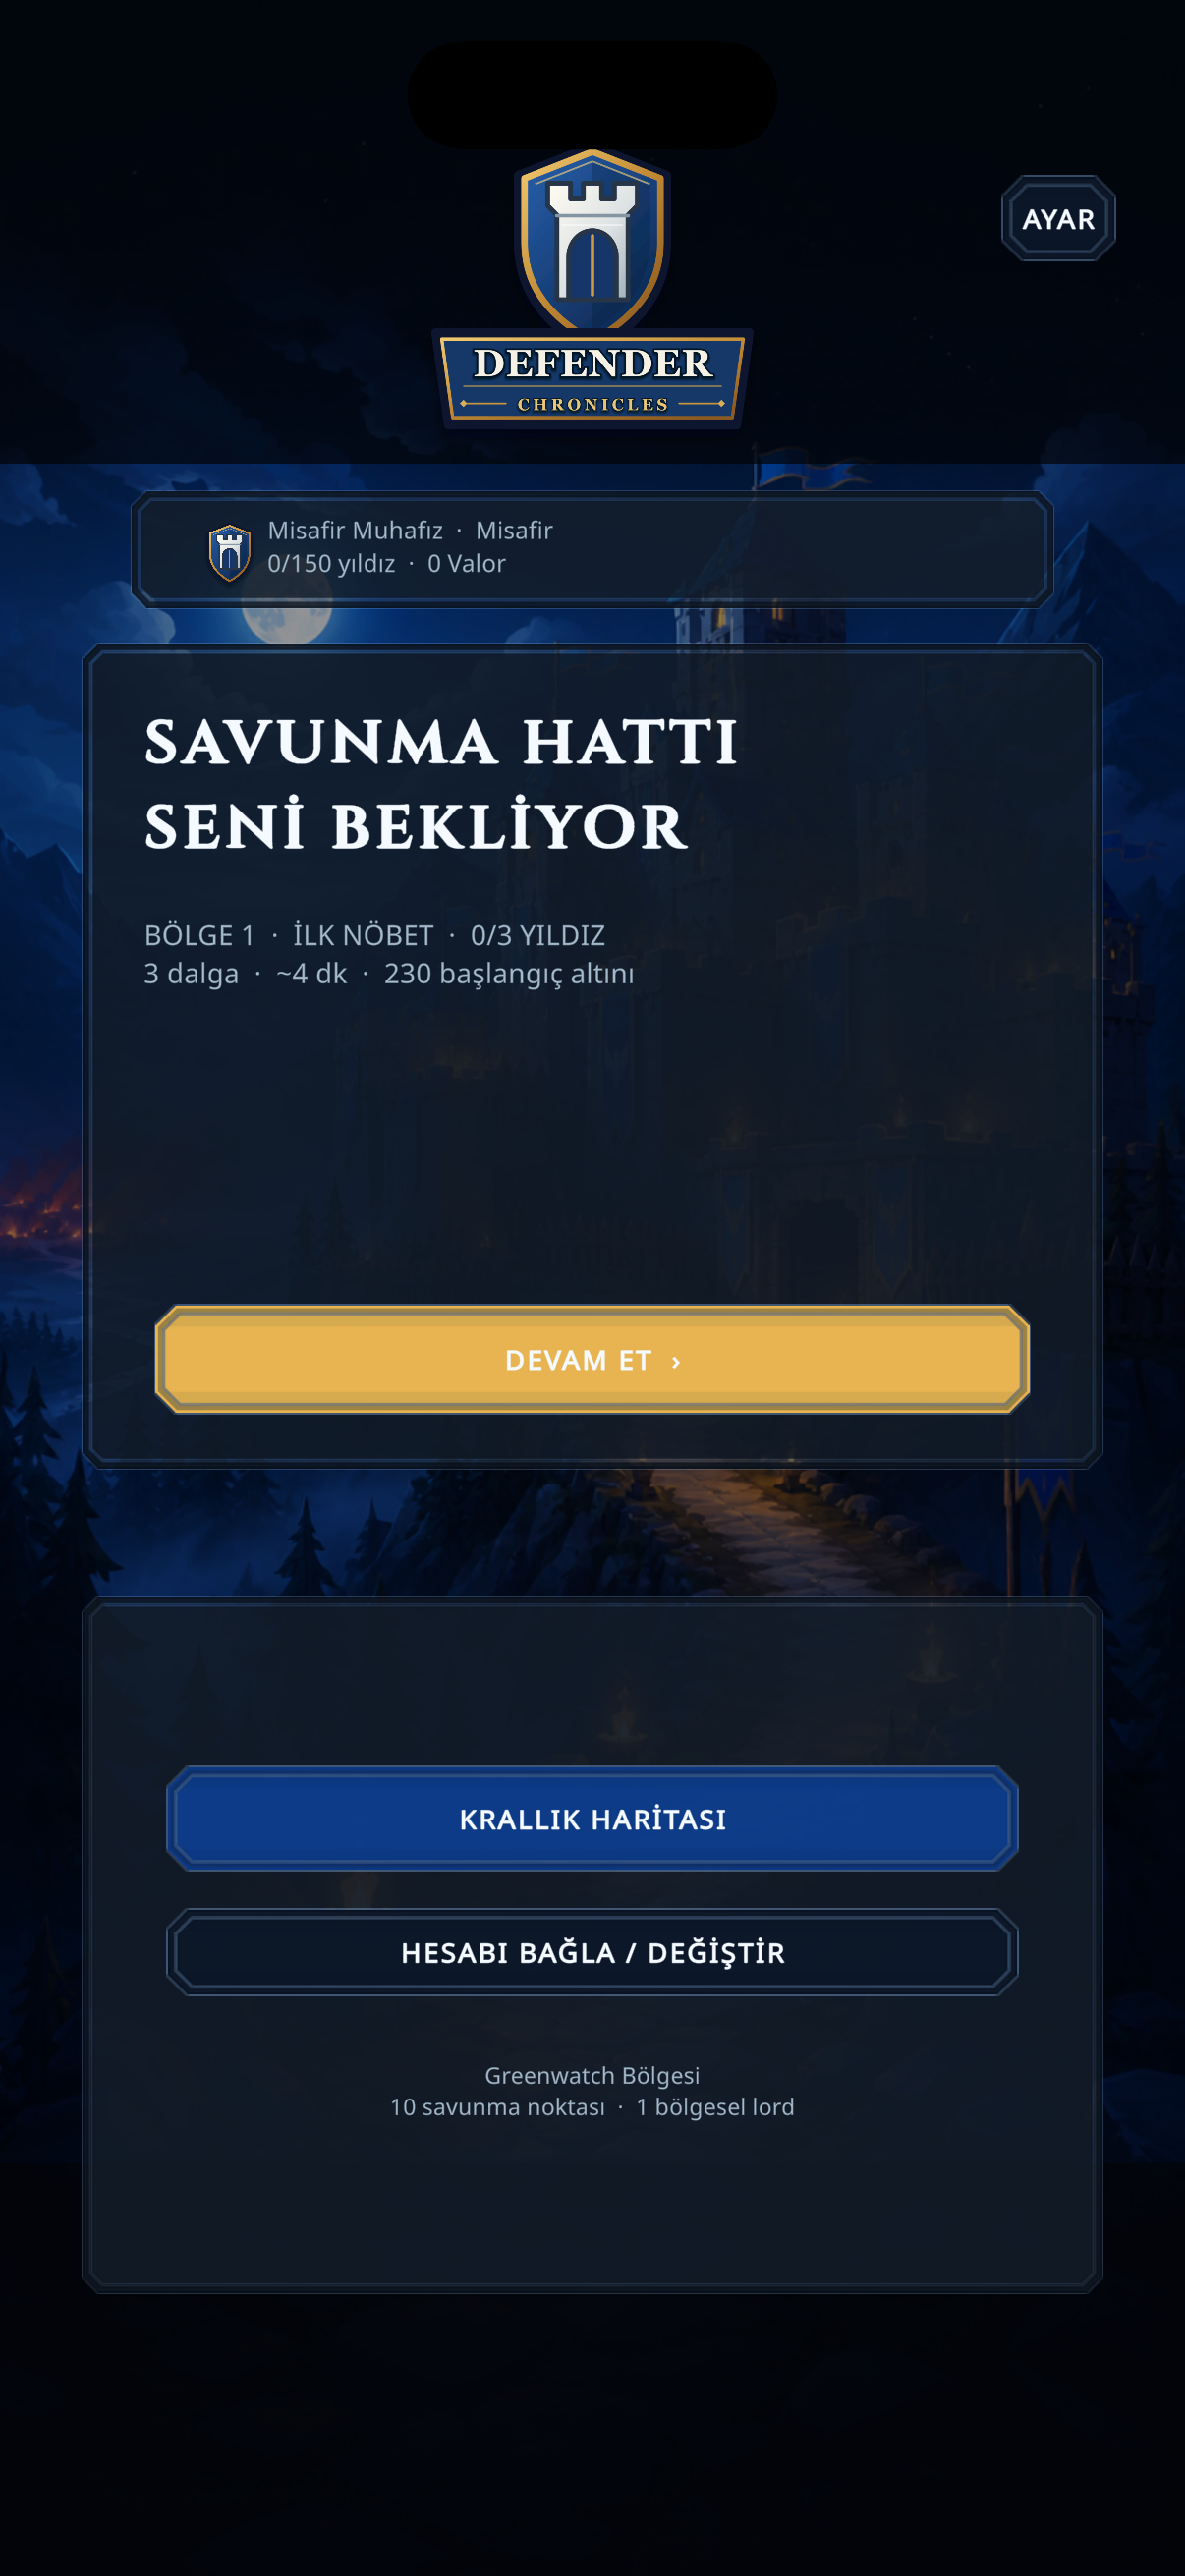 DEFENDER
CHRONICLES
AYAR
Misafir Muhafız · Misafir
0/150 yıldız · 0 Valor
SAVUNMA HATTI
SENİ BEKLİYOR
BÖLGE 1 · İLK NÖBET · 0/3 YILDIZ
3 dalga · ~4 dk · 230 başlangıç altını
DEVAM ET ›
KRALLIK HARİTASI
HESABI BAĞLA / DEĞİŞTİR
Greenwatch Bölgesi
10 savunma noktası · 1 bölgesel lord